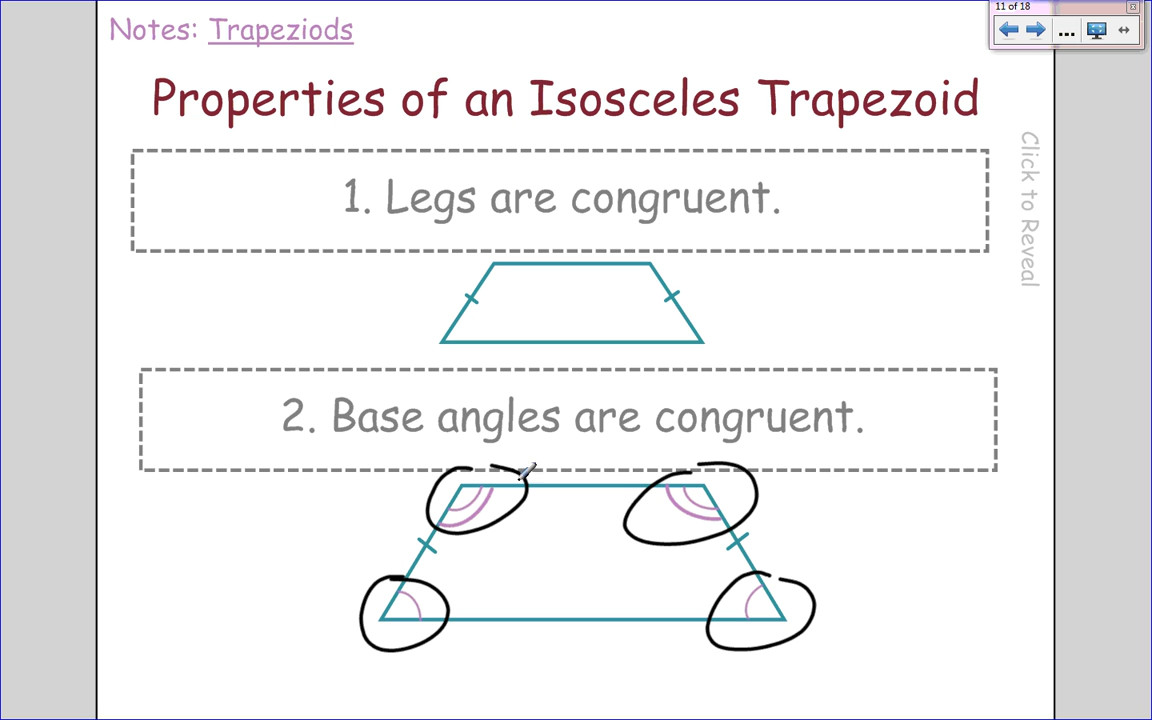 11 of 18
Notes: Trapeziods
Properties of an Isosceles Trapezoid
1. Legs are congruent.
Click to Reveal
2. Base angles are congruent.